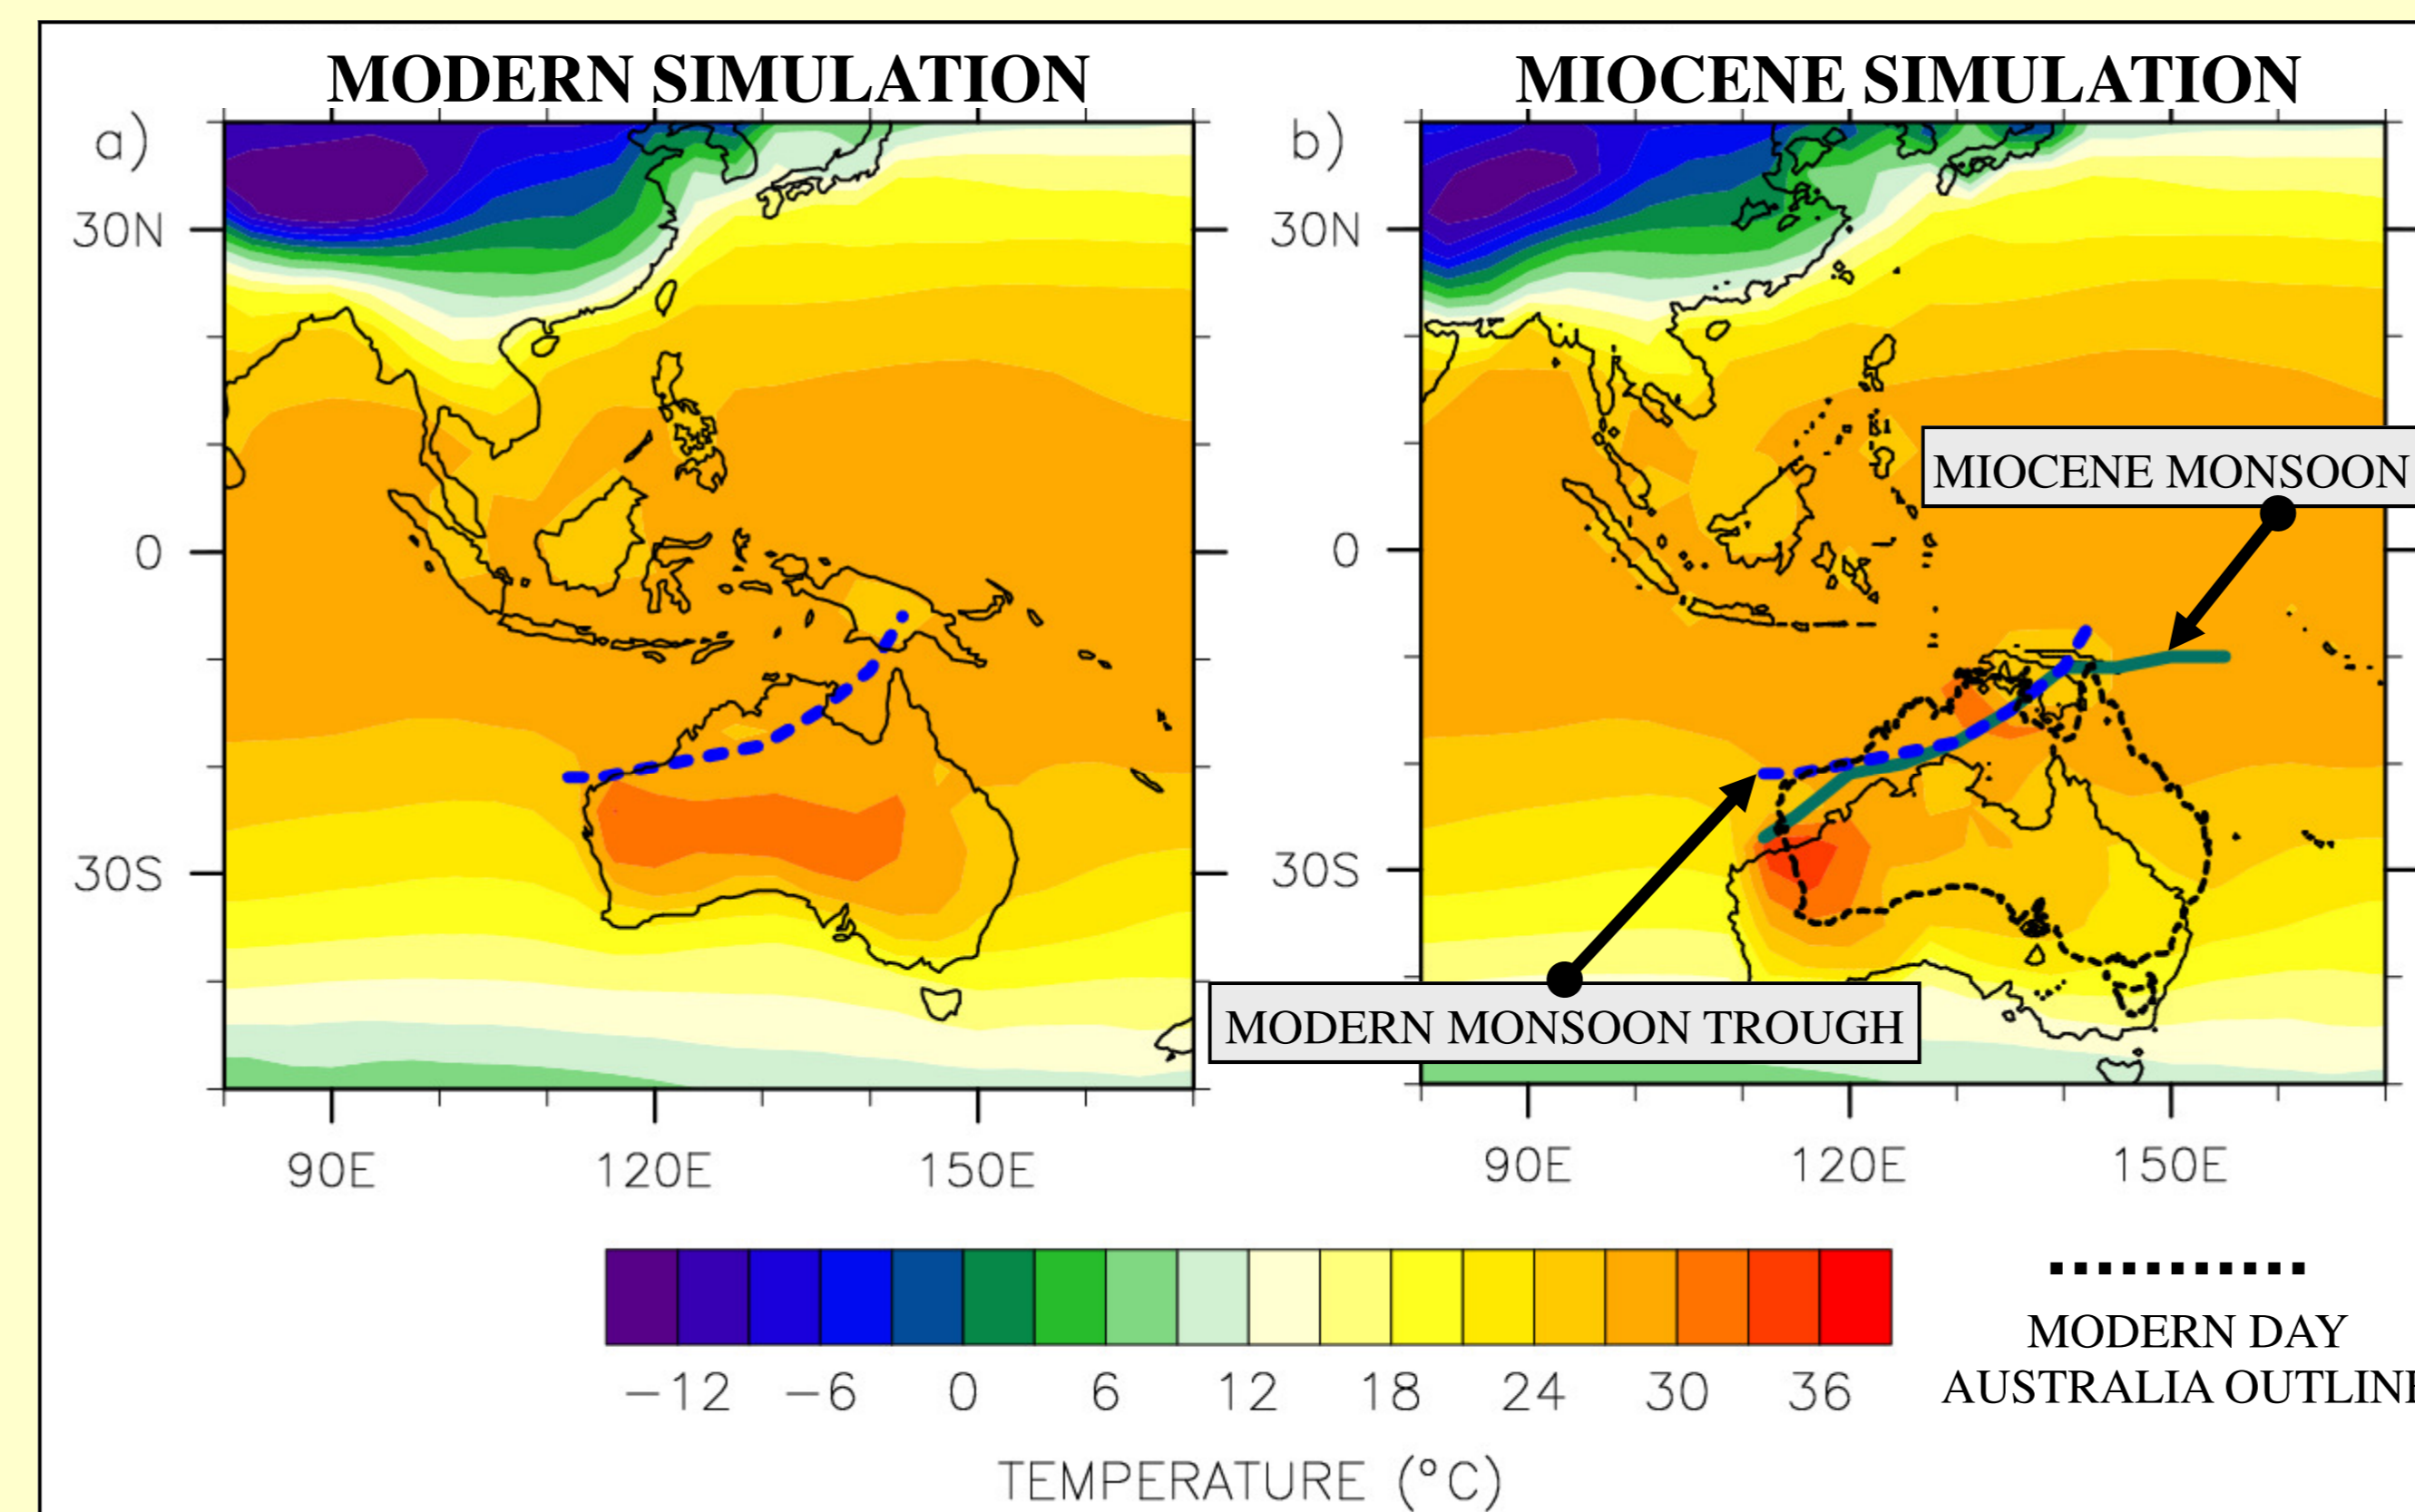 MODERN SIMULATION
MIOCENE SIMULATION
a)
b)
30N
0
30S
90E
120E
150E
30N
0
30S
90E
120E
150E
MIOCENE MONSOON
MODERN MONSOON TROUGH
−12 −6 0 6 12 18 24 30 36
TEMPERATURE (°C)
MODERN DAY
AUSTRALIA OUTLINE